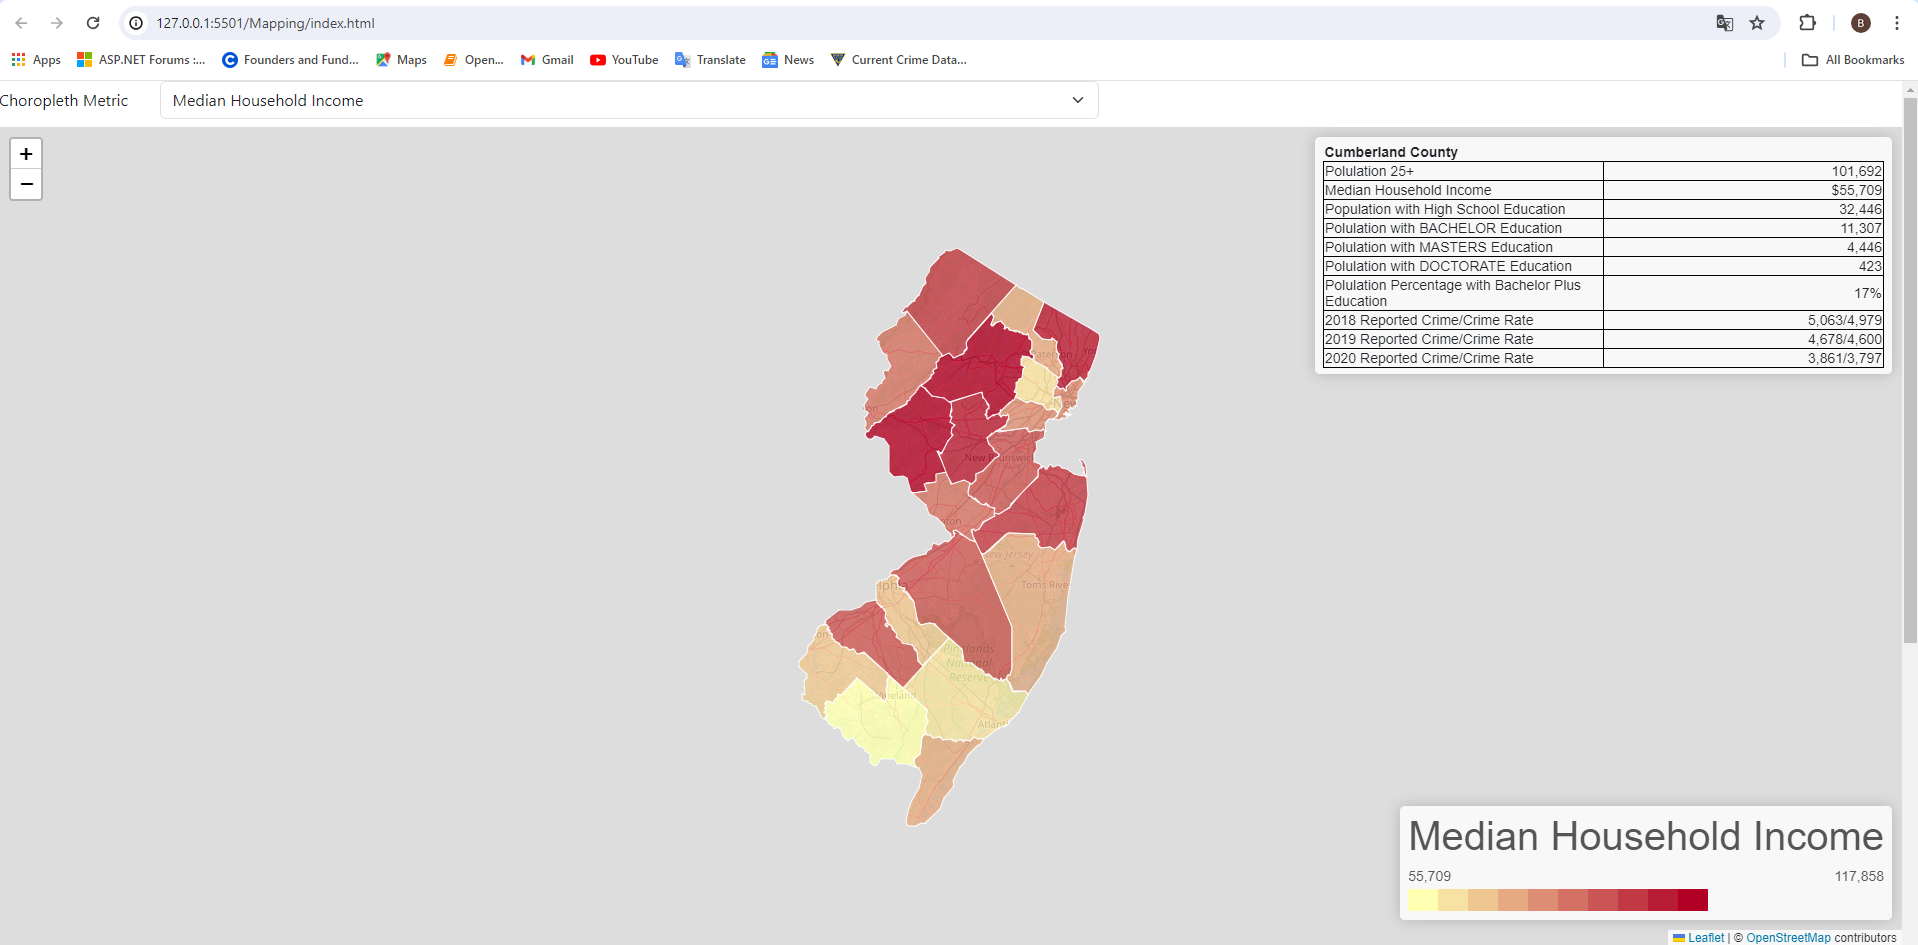 127.0.0.1:5501/Mapping/index.html
B
Apps
ASP.NET Forums :...
Founders and Fund...
Maps
Open...
Gmail
YouTube
Translate
News
Current Crime Data...
All Bookmarks
Choropleth Metric
Median Household Income
+
−
Cumberland County
Polulation 25+ 101,692
Median Household Income $55,709
Population with High School Education 32,446
Polulation with BACHELOR Education 11,307
Polulation with MASTERS Education 4,446
Polulation with DOCTORATE Education 423
Polulation Percentage with Bachelor Plus
Education 17%
2018 Reported Crime/Crime Rate 5,063/4,979
2019 Reported Crime/Crime Rate 4,678/4,600
2020 Reported Crime/Crime Rate 3,861/3,797
New Brunswic
ton
New Jersey
Toms Rive
lphia
Pinelands
National
Reserve
Vineland
Atlant
Median Household Income
55,709 117,858
Leaflet | © OpenStreetMap contributors